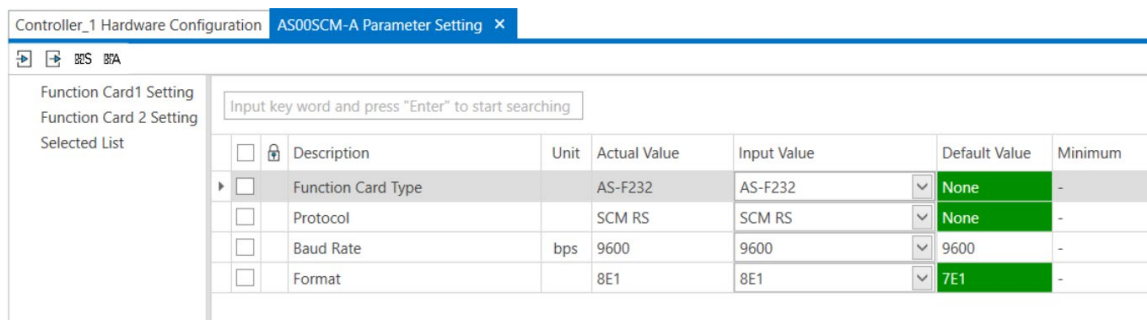 Controller_1 Hardware Configuration AS00SCM-A Parameter Setting ×
Function Card1 Setting
Function Card 2 Setting
Selected List
Input key word and press "Enter" to start searching
Description Unit Actual Value Input Value Default Value Minimum
Function Card Type AS-F232 AS-F232 None -
Protocol SCM RS SCM RS None -
Baud Rate bps 9600 9600 9600 -
Format 8E1 8E1 7E1 -